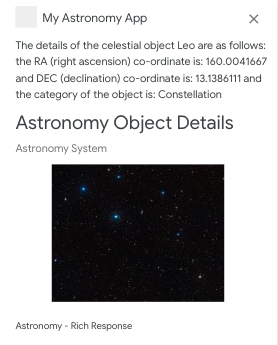 My Astronomy App
The details of the celestial object Leo are as follows:
the RA (right ascension) co-ordinate is: 160.0041667
and DEC (declination) co-ordinate is: 13.1386111 and
the category of the object is: Constellation
Astronomy Object Details
Astronomy System
Astronomy - Rich Response